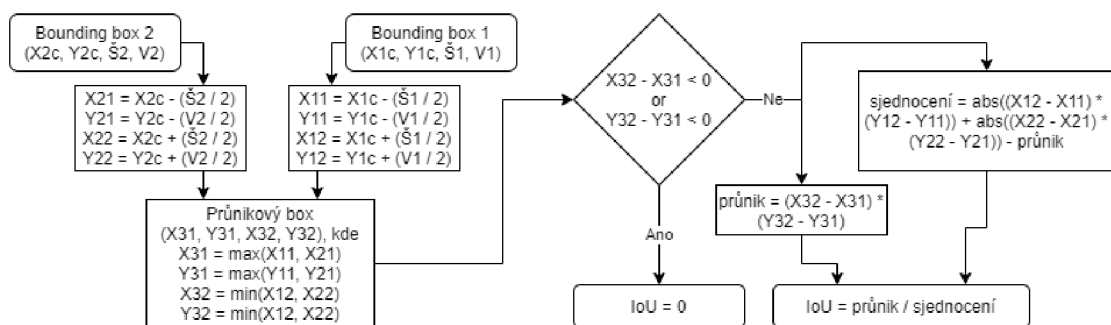 Bounding box 2
(X2c, Y2c, Š2, V2)
Bounding box 1
(X1c, Y1c, Š1, V1)
X21 = X2c - (Š2 / 2)
Y21 = Y2c - (V2 / 2)
X22 = X2c + (Š2 / 2)
Y22 = Y2c + (V2 / 2)
X11 = X1c - (Š1 / 2)
Y11 = Y1c - (V1 / 2)
X12 = X1c + (Š1 / 2)
Y12 = Y1c + (V1 / 2)
Průnikový box
(X31, Y31, X32, Y32), kde
X31 = max(X11, X21)
Y31 = max(Y11, Y21)
X32 = min(X12, X22)
Y32 = min(X12, X22)
X32 - X31 < 0
or
Y32 - Y31 < 0
Ne
Ano
IoU = 0
sjednocení = abs((X12 - X11) *
(Y12 - Y11)) + abs((X22 - X21) *
(Y22 - Y21)) - průnik
průnik = (X32 - X31) *
(Y32 - Y31)
IoU = průnik / sjednocení